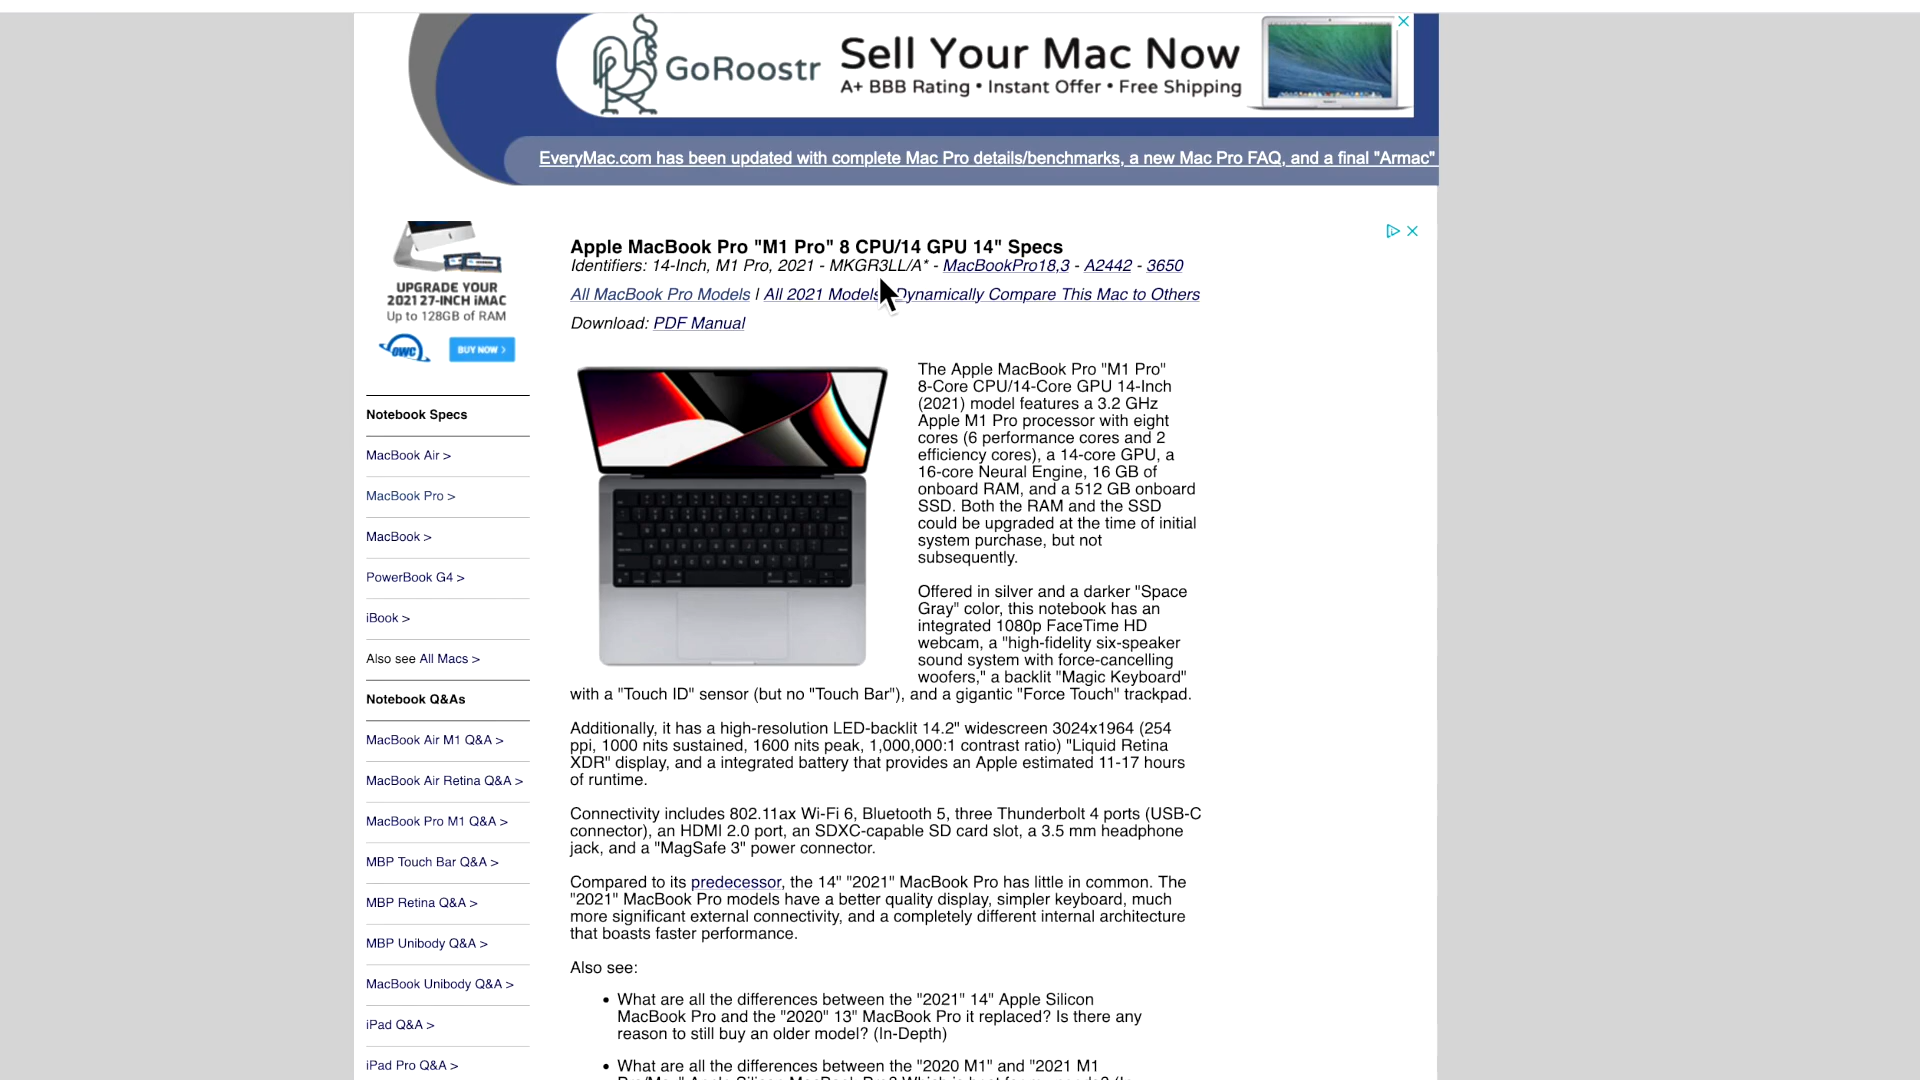 GoRoostr
Sell Your Mac Now
A+ BBB Rating • Instant Offer • Free Shipping
EveryMac.com has been updated with complete Mac Pro details/benchmarks, a new Mac Pro FAQ, and a final "Armac"
UPGRADE YOUR
2021 27-INCH iMAC
Up to 128GB of RAM
OWC
BUY NOW >
Apple MacBook Pro "M1 Pro" 8 CPU/14 GPU 14" Specs
Identifiers: 14-Inch, M1 Pro, 2021 - MKGR3LL/A* - MacBookPro18,3 - A2442 - 3650
All MacBook Pro Models | All 2021 Models Dynamically Compare This Mac to Others
Download: PDF Manual
Notebook Specs
MacBook Air >
MacBook Pro >
MacBook >
PowerBook G4 >
iBook >
Also see All Macs >
Notebook Q&As
MacBook Air M1 Q&A >
MacBook Air Retina Q&A >
MacBook Pro M1 Q&A >
MBP Touch Bar Q&A >
MBP Retina Q&A >
MBP Unibody Q&A >
MacBook Unibody Q&A >
iPad Q&A >
iPad Pro Q&A >
The Apple MacBook Pro "M1 Pro"
8-Core CPU/14-Core GPU 14-Inch
(2021) model features a 3.2 GHz
Apple M1 Pro processor with eight
cores (6 performance cores and 2
efficiency cores), a 14-core GPU, a
16-core Neural Engine, 16 GB of
onboard RAM, and a 512 GB onboard
SSD. Both the RAM and the SSD
could be upgraded at the time of initial
system purchase, but not
subsequently.
Offered in silver and a darker "Space
Gray" color, this notebook has an
integrated 1080p FaceTime HD
webcam, a "high-fidelity six-speaker
sound system with force-cancelling
woofers," a backlit "Magic Keyboard"
with a "Touch ID" sensor (but no "Touch Bar"), and a gigantic "Force Touch" trackpad.
Additionally, it has a high-resolution LED-backlit 14.2" widescreen 3024x1964 (254
ppi, 1000 nits sustained, 1600 nits peak, 1,000,000:1 contrast ratio) "Liquid Retina
XDR" display, and a integrated battery that provides an Apple estimated 11-17 hours
of runtime.
Connectivity includes 802.11ax Wi-Fi 6, Bluetooth 5, three Thunderbolt 4 ports (USB-C
connector), an HDMI 2.0 port, an SDXC-capable SD card slot, a 3.5 mm headphone
jack, and a "MagSafe 3" power connector.
Compared to its predecessor, the 14" "2021" MacBook Pro has little in common. The
"2021" MacBook Pro models have a better quality display, simpler keyboard, much
more significant external connectivity, and a completely different internal architecture
that boasts faster performance.
Also see:
• What are all the differences between the "2021" 14" Apple Silicon
MacBook Pro and the "2020" 13" MacBook Pro it replaced? Is there any
reason to still buy an older model? (In-Depth)
• What are all the differences between the "2020 M1" and "2021 M1